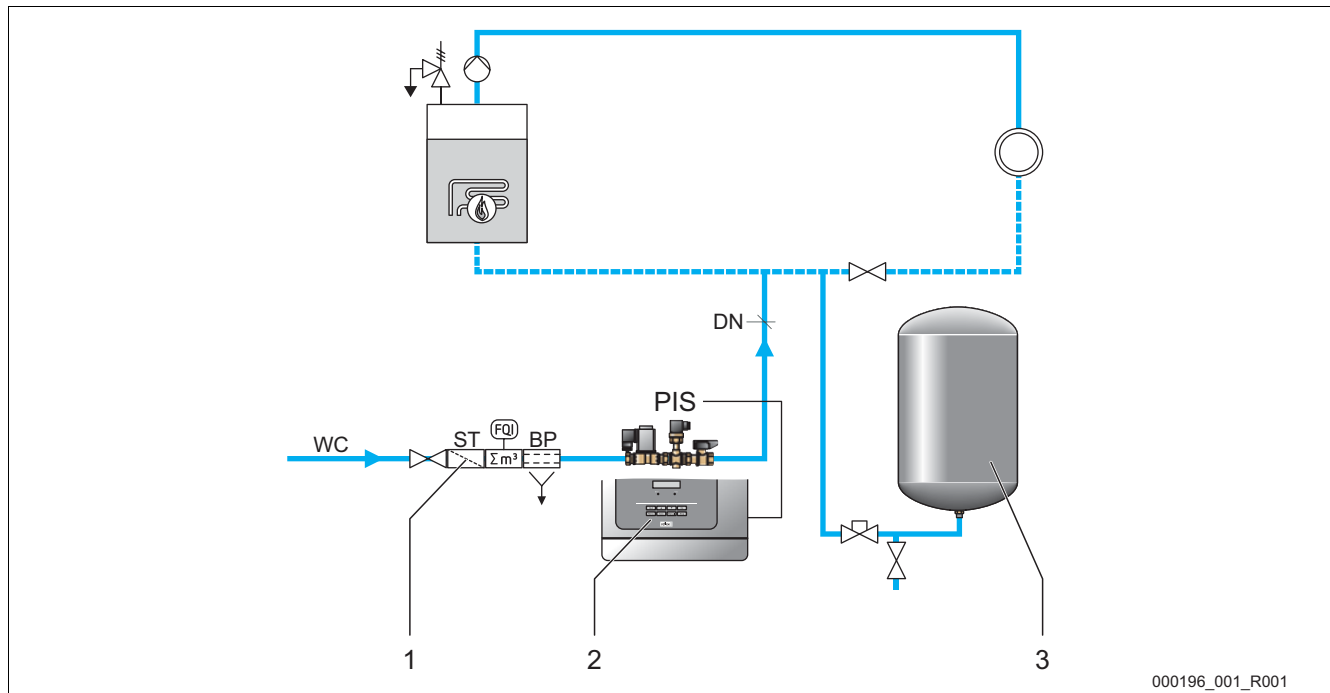 DN
PIS
WC
ST
FQI
BP
Σ m³
1
2
3
000196_001_R001